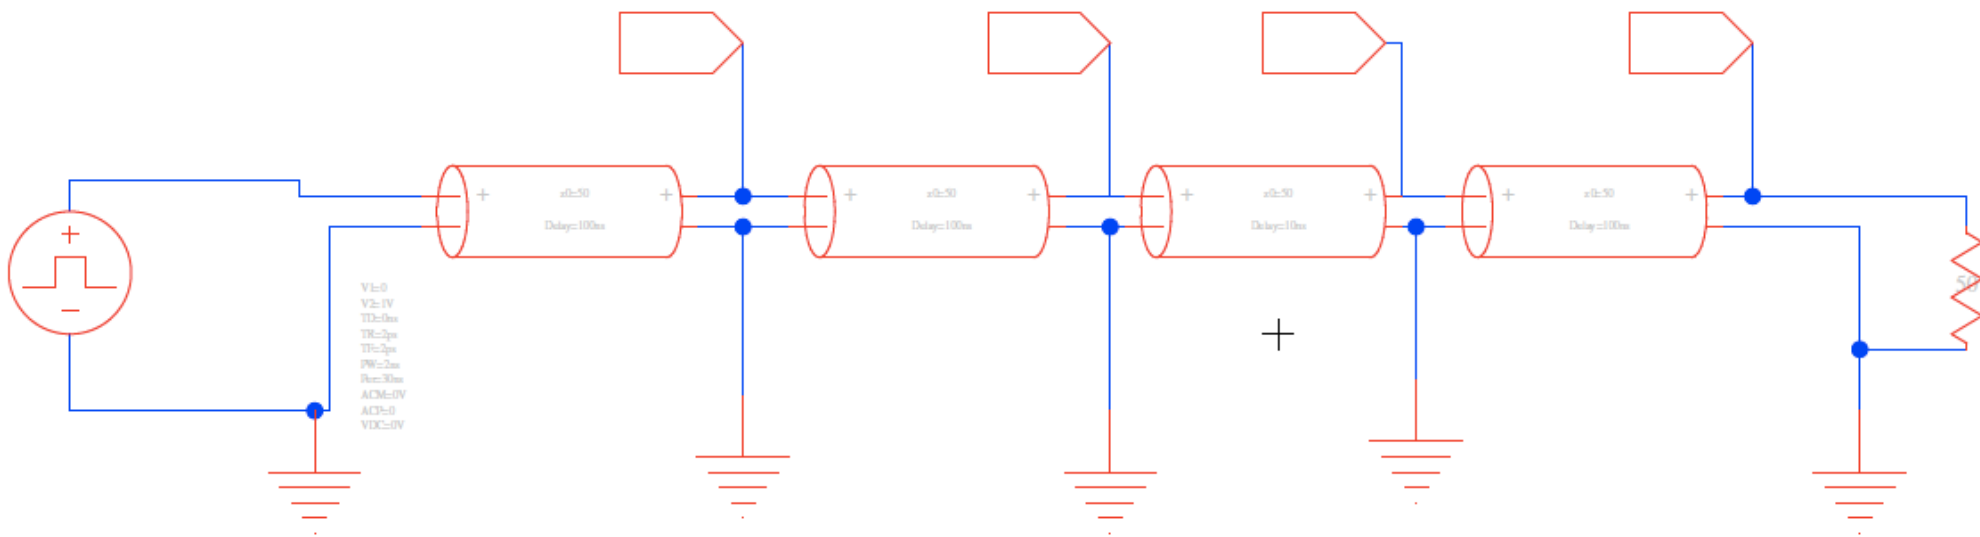 z0=50
Delay=100ns
z0=50
Delay=100ns
z0=50
Delay=10ns
z0=50
Delay=100ns
50
V1=0
V2=1V
TD=0ns
TR=2ps
TF=2ps
PW=2ns
Per=30ns
ACM=0V
ACP=0
VDC=0V